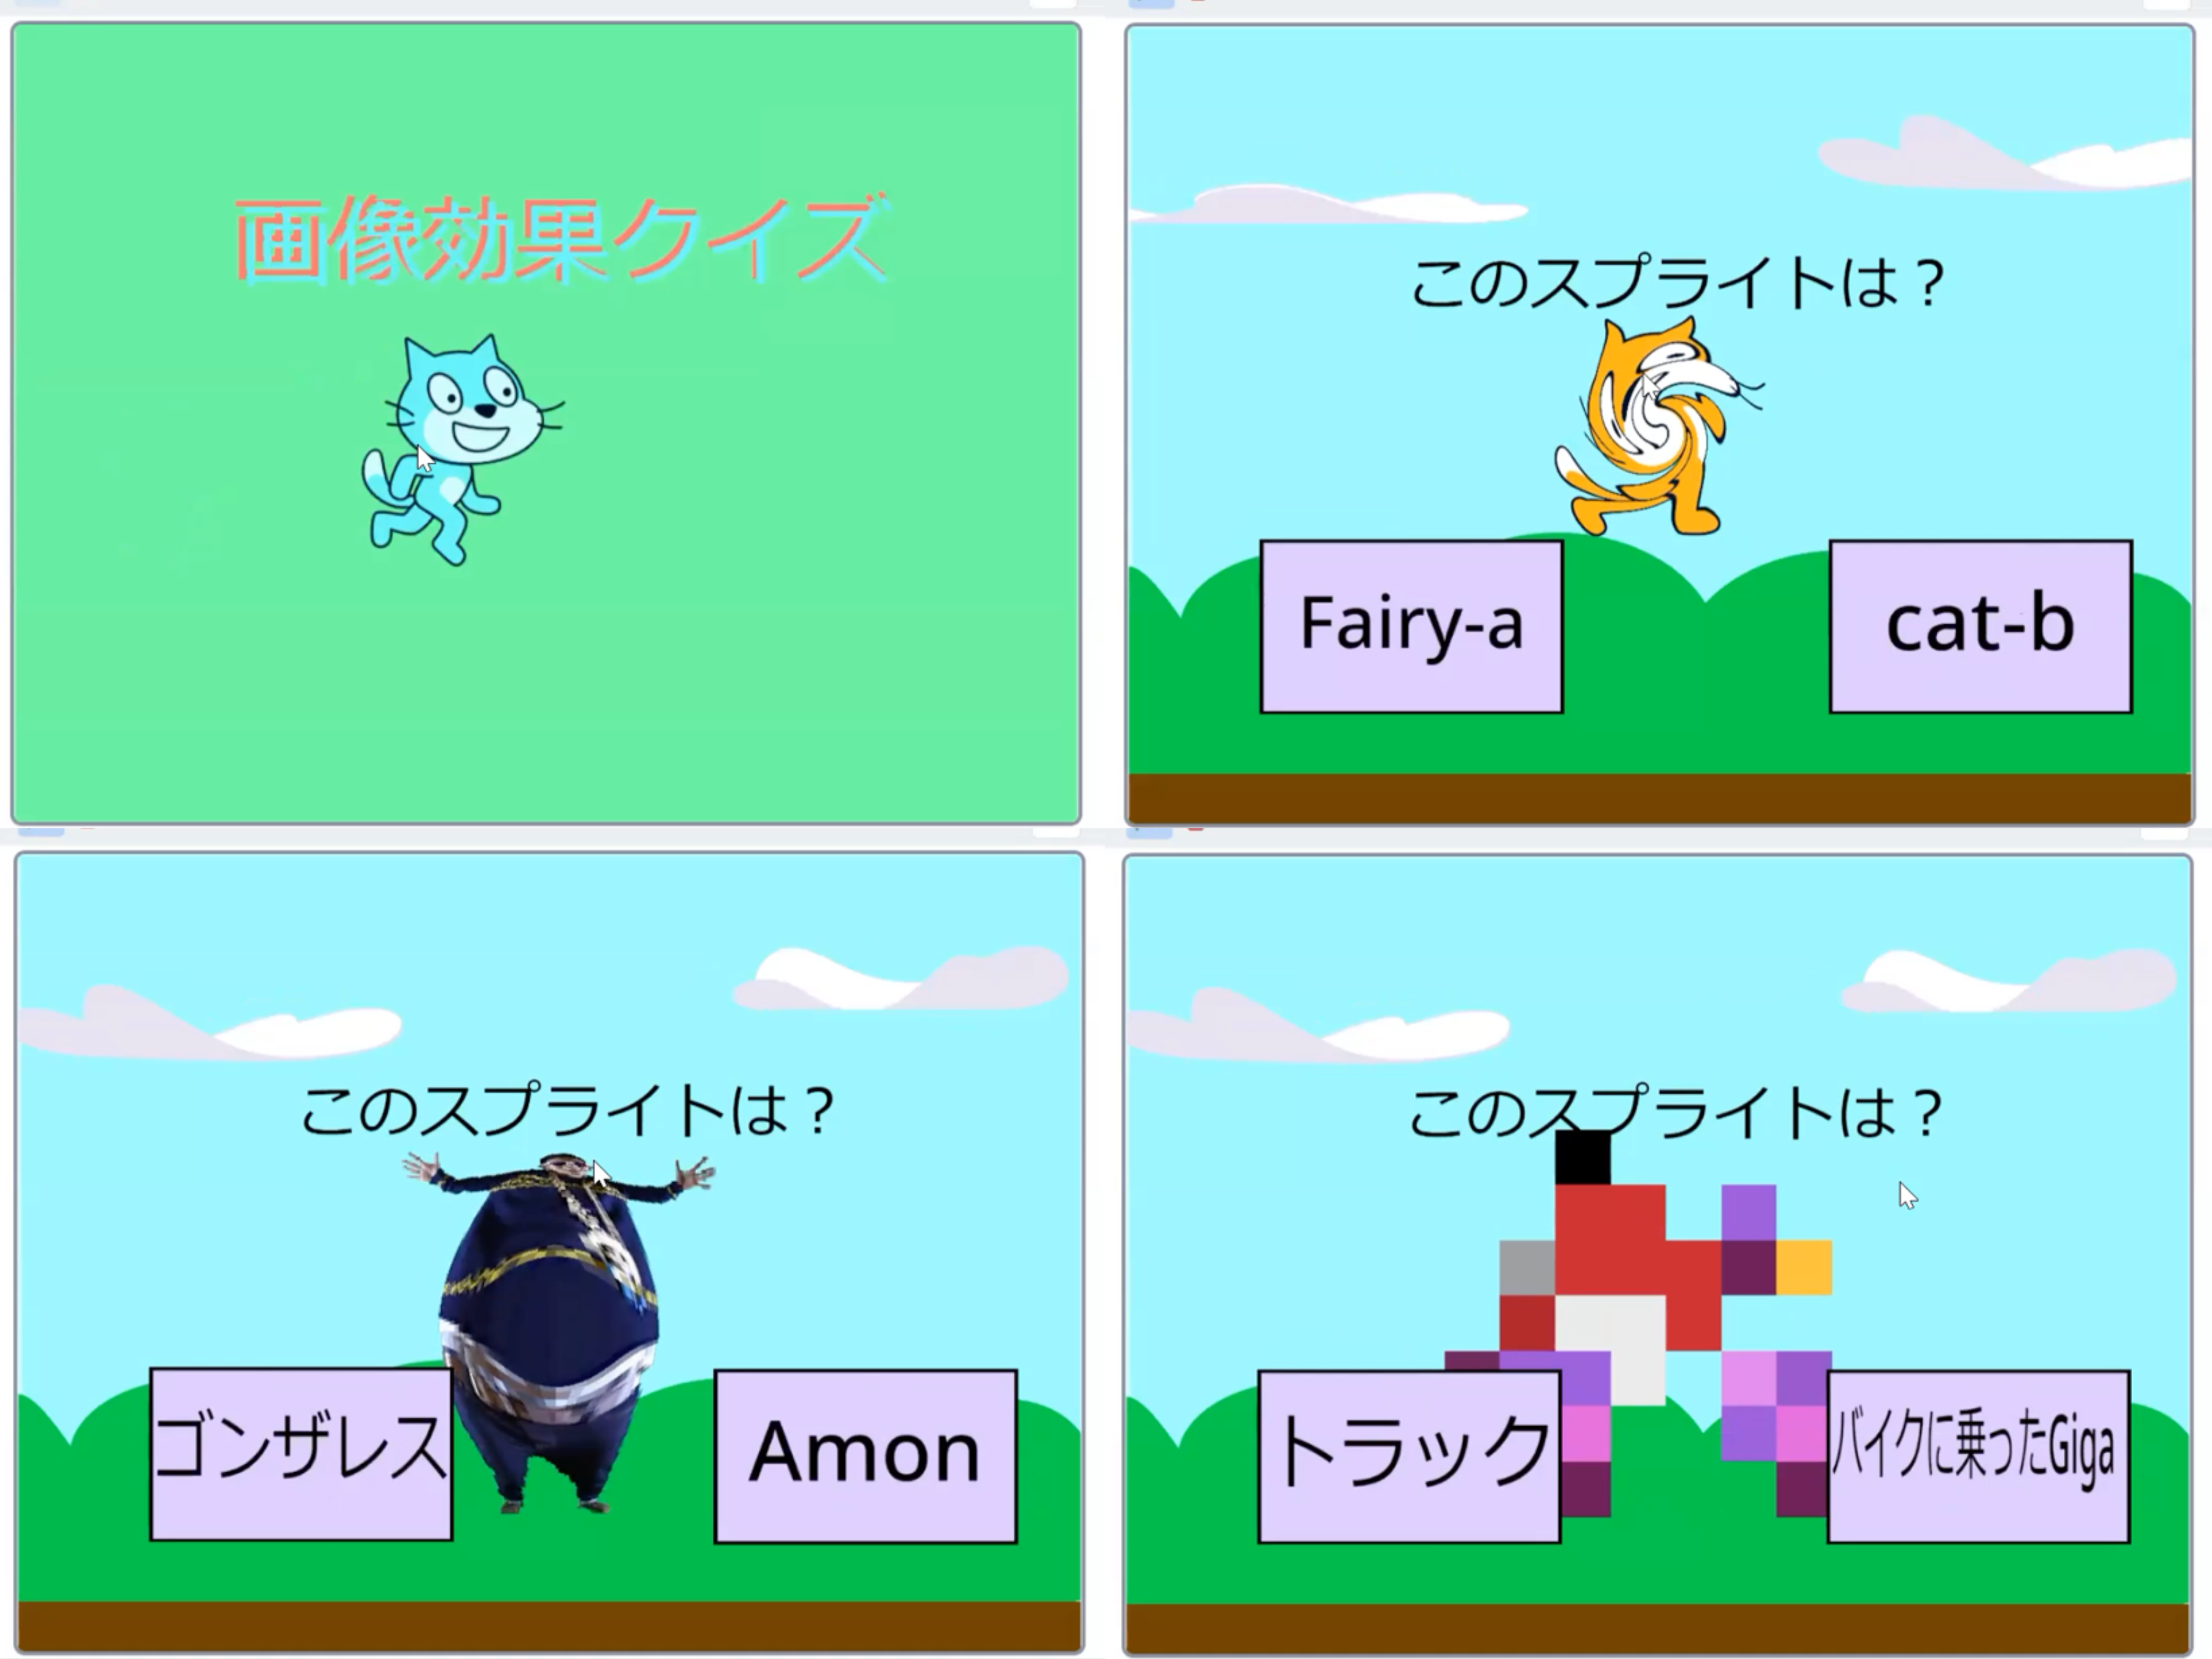 画像効果クイズ
このスプライトは？
Fairy-a
cat-b
このスプライトは？
ゴンザレス
Amon
このスプライトは？
トラック
バイクに乗ったGiga